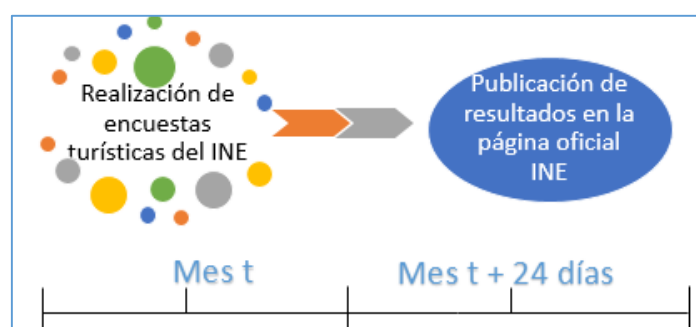 Realización de
encuestas
turísticas del INE
Publicación de
resultados en la
página oficial
INE
Mes t
Mes t + 24 días